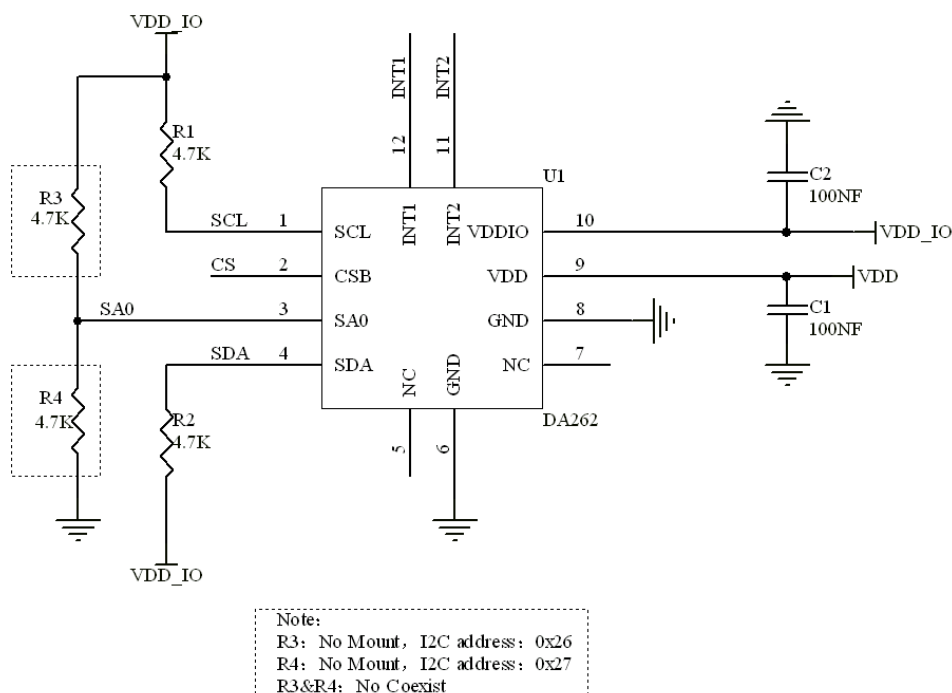 VDD_IO
INT1
INT2
R1
4.7K
12
11
U1
C2
100NF
R3
4.7K
SCL
1
SCL
INT1
INT2
VDDIO
10
VDD_IO
CS
2
CSB
VDD
9
VDD
SA0
3
SA0
GND
8
C1
100NF
SDA
4
SDA
NC
GND
NC
7
R4
4.7K
R2
4.7K
5
6
DA262
VDD_IO
Note:
R3: No Mount, I2C address: 0x26
R4: No Mount, I2C address: 0x27
R3&R4: No Coexist